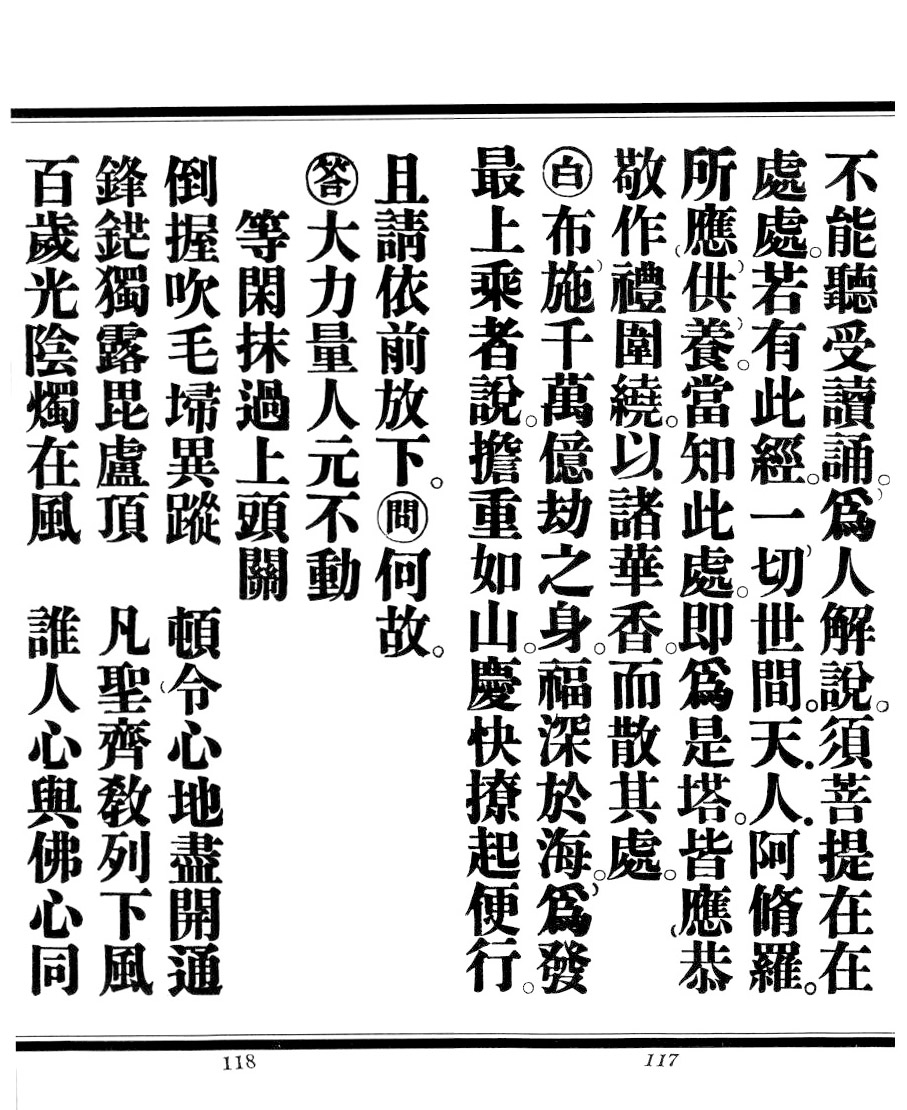 不能聽受讀誦。爲人解說。須菩提在在
處處。若有此經。一切世間。天人。阿脩羅。
所應供養。當知此處。即爲是塔。皆應恭
敬作禮圍繞。以諸華香。而散其處。
㊐布施千萬億劫之身。福深於海。爲發
最上乘者說。擔重如山。慶快撩起便行。
且請依前放下。問何故。
答大力量人元不動
等閑抹過上頭關
倒握吹毛埽異蹤　頓令心地盡開通
鋒鋩獨露毘盧頂　凡聖齊教列下風
百歲光陰燭在風　誰人心與佛心同
117
118